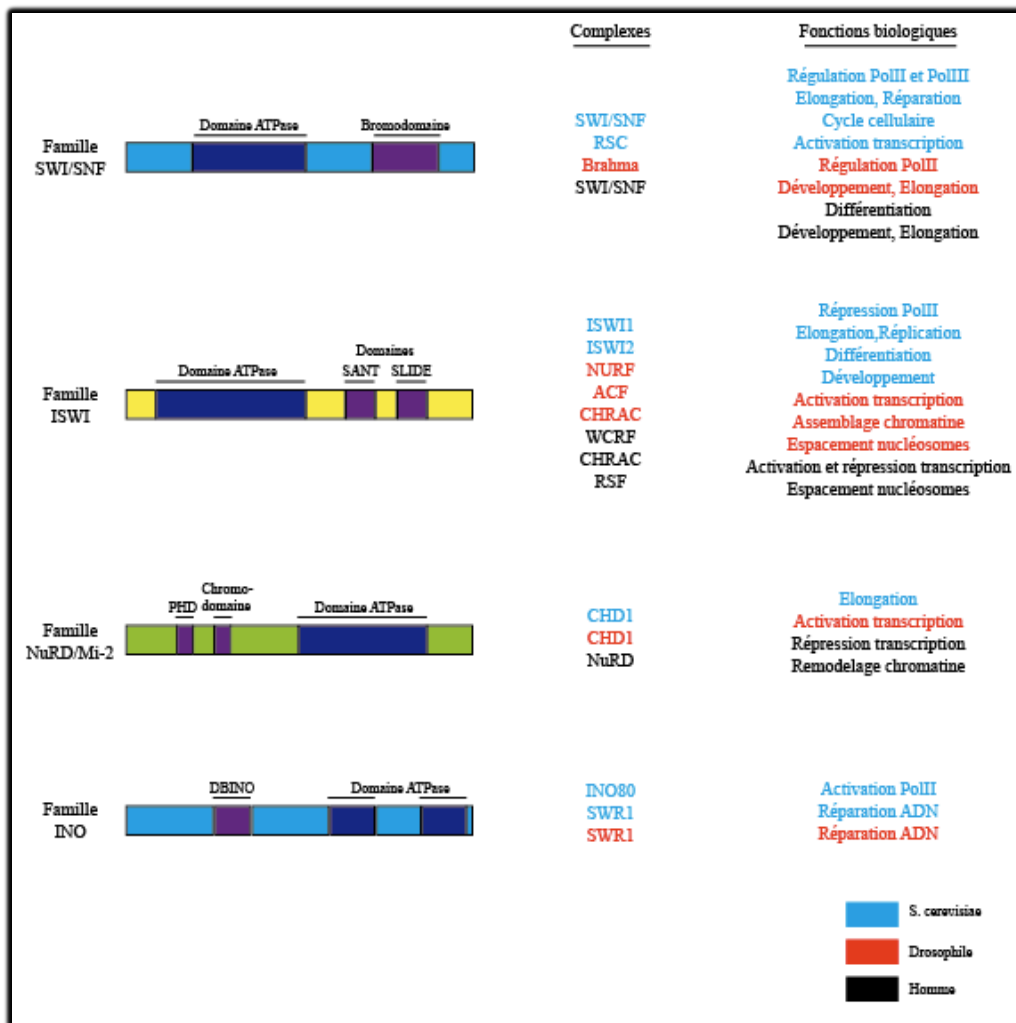 Complexes
Fonctions biologiques
Famille
SWI/SNF
Domaine ATPase
Bromodomaine
SWI/SNF
RSC
Brahma
SWI/SNF
Régulation PolII et PolIII
Elongation, Réparation
Cycle cellulaire
Activation transcription
Régulation PolII
Développement, Elongation
Différentiation
Développement, Elongation
Famille
ISWI
Domaine ATPase
Domaines
SANT SLIDE
ISWI1
ISWI2
NURF
ACF
CHRAC
WCRF
CHRAC
RSF
Répression PolII
Elongation,Réplication
Différentiation
Développement
Activation transcription
Assemblage chromatine
Espacement nucléosomes
Activation et répression transcription
Espacement nucléosomes
Famille
NuRD/Mi-2
PHD
Chromo-
domaine
Domaine ATPase
CHD1
CHD1
NuRD
Elongation
Activation transcription
Répression transcription
Remodelage chromatine
Famille
INO
DBINO
Domaine ATPase
INO80
SWR1
SWR1
Activation PolII
Réparation ADN
Réparation ADN
S. cerevisiae
Drosophile
Homme